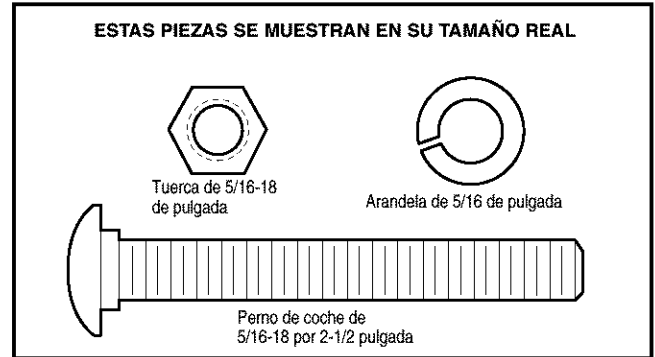 ESTAS PIEZAS SE MUESTRAN EN SU TAMAÑO REAL
Tuerca de 5/16-18
de pulgada
Arandela de 5/16 de pulgada
Perno de coche de
5/16-18 por 2-1/2 pulgada